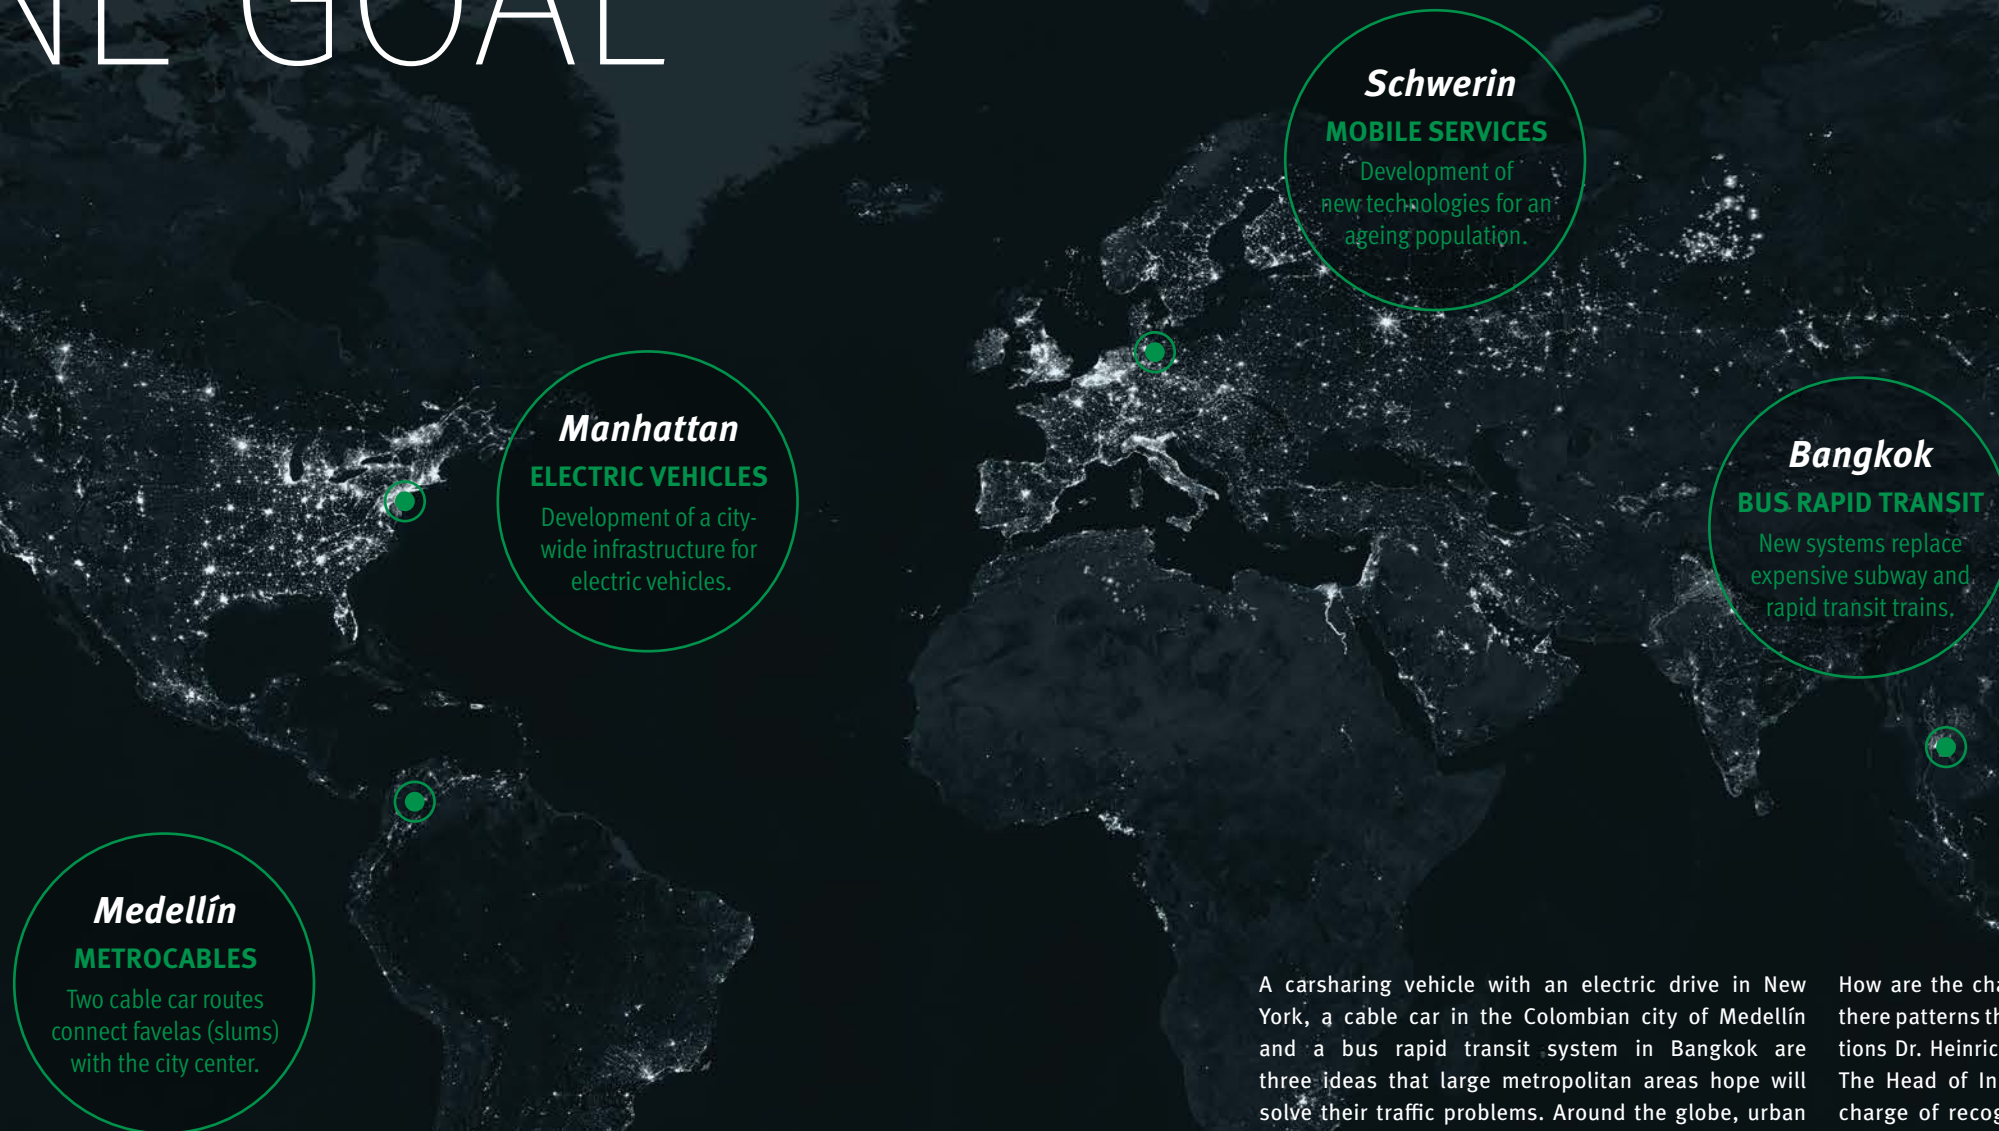 GOAL
Schwerin
MOBILE SERVICES
Development of
new technologies for an
ageing population.
Manhattan
ELECTRIC VEHICLES
Development of a city-
wide infrastructure for
electric vehicles.
Bangkok
BUS RAPID TRANSIT
New systems replace
expensive subway and
rapid transit trains.
Medellín
METROCABLES
Two cable car routes
connect favelas (slums)
with the city center.
A carsharing vehicle with an electric drive in New
York, a cable car in the Colombian city of Medellín
and a bus rapid transit system in Bangkok are
three ideas that large metropolitan areas hope will
solve their traffic problems. Around the globe, urban
How are the
there patterns
tions Dr.
The Head of
charge of